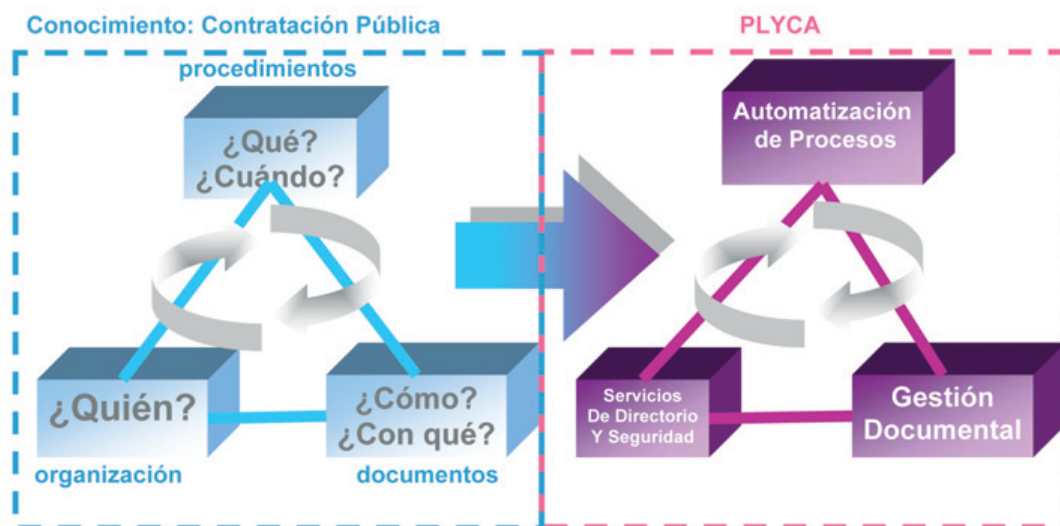 Conocimiento: Contratación Pública
procedimientos
¿Qué?
¿Cuándo?
¿Quién?
organización
¿Cómo?
¿Con qué?
documentos
PLYCA
Automatización
de Procesos
Servicios
De Directorio
Y Seguridad
Gestión
Documental